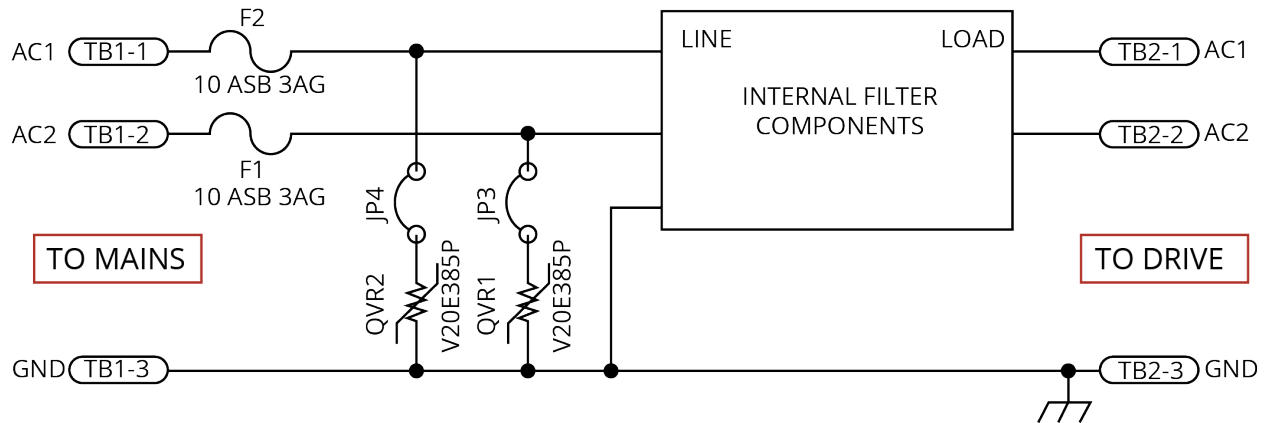 F2
AC1
TB1-1
10 ASB 3AG
LINE
LOAD
TB2-1
AC1
INTERNAL FILTER
COMPONENTS
AC2
TB1-2
F1
10 ASB 3AG
TB2-2
AC2
JP4
JP3
TO MAINS
TO DRIVE
QVR2
V20E385P
QVR1
V20E385P
GND
TB1-3
TB2-3
GND